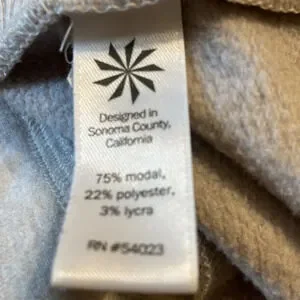 Designed in
Sonoma County,
California
75% modal,
22% polyester,
3% lycra
RN #54023